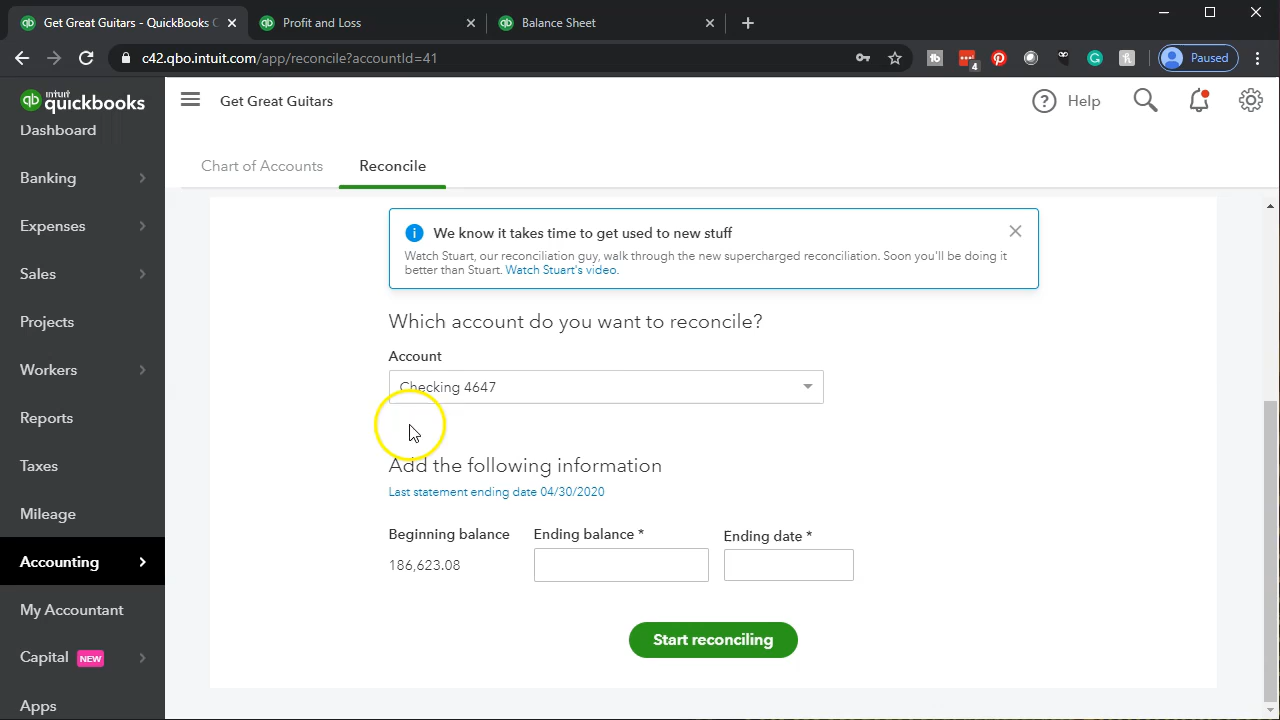 Get Great Guitars - QuickBooks
Profit and Loss
Balance Sheet
c42.qbo.intuit.com/app/reconcile?accountId=41
4
Paused
intuit
quickbooks
Get Great Guitars
Help
Dashboard
Banking
Expenses
Sales
Projects
Workers
Reports
Taxes
Mileage
Accounting
My Accountant
Capital NEW
Apps
Chart of Accounts
Reconcile
We know it takes time to get used to new stuff
Watch Stuart, our reconciliation guy, walk through the new supercharged reconciliation. Soon you'll be doing it
better than Stuart. Watch Stuart's video.
Which account do you want to reconcile?
Account
Checking 4647
Add the following information
Last statement ending date 04/30/2020
Beginning balance
Ending balance *
Ending date *
186,623.08
Start reconciling